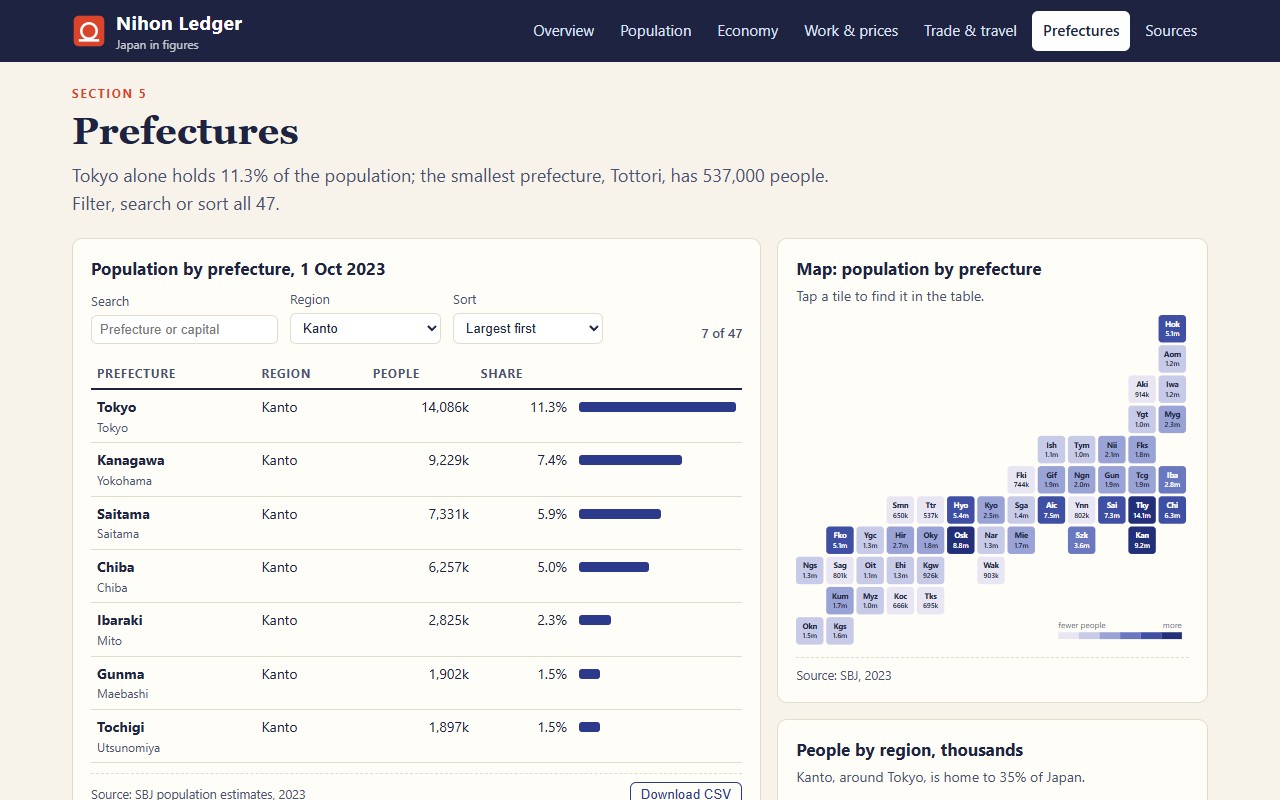 Nihon Ledger
Japan in figures
Overview Population Economy Work & prices Trade & travel Prefectures Sources
SECTION 5
Prefectures
Tokyo alone holds 11.3% of the population; the smallest prefecture, Tottori, has 537,000 people.
Filter, search or sort all 47.
Population by prefecture, 1 Oct 2023
Search Region Sort
Prefecture or capital Kanto Largest first 7 of 47
PREFECTURE REGION PEOPLE SHARE
Tokyo Kanto 14,086k 11.3%
Tokyo
Kanagawa Kanto 9,229k 7.4%
Yokohama
Saitama Kanto 7,331k 5.9%
Saitama
Chiba Kanto 6,257k 5.0%
Chiba
Ibaraki Kanto 2,825k 2.3%
Mito
Gunma Kanto 1,902k 1.5%
Maebashi
Tochigi Kanto 1,897k 1.5%
Utsunomiya
Source: SBJ population estimates, 2023 Download CSV
Map: population by prefecture
Tap a tile to find it in the table.
Hok
5.1m
Aom
1.2m
Aki Iwa
914k 1.2m
Ygt Myg
1.0m 2.3m
Ish Tym Nii Fks
1.1m 1.0m 2.1m 1.8m
Fki Gif Ngn Gun Tcg Iba
744k 1.9m 2.0m 1.9m 1.9m 2.8m
Smn Ttr Hyo Kyo Sga Aic Ynn Sai Tky Chi
650k 537k 5.4m 2.5m 1.4m 7.5m 802k 7.3m 14.1m 6.3m
Fko Ygc Hir Oky Osk Nar Mie Szk Kan
5.1m 1.3m 2.7m 1.8m 8.8m 1.3m 1.7m 3.6m 9.2m
Ngs Sag Oit Ehi Kgw Wak
1.3m 801k 1.1m 1.3m 926k 903k
Kum Myz Koc Tks
1.7m 1.0m 666k 695k
Okn Kgs
1.5m 1.6m
fewer people more
Source: SBJ, 2023
People by region, thousands
Kanto, around Tokyo, is home to 35% of Japan.